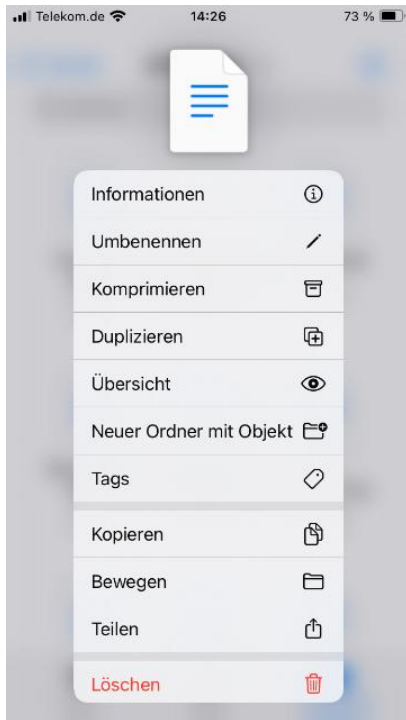 Telekom.de 14:26 73 %
Informationen
Umbenennen
Komprimieren
Duplizieren
Übersicht
Neuer Ordner mit Objekt
Tags
Kopieren
Bewegen
Teilen
Löschen